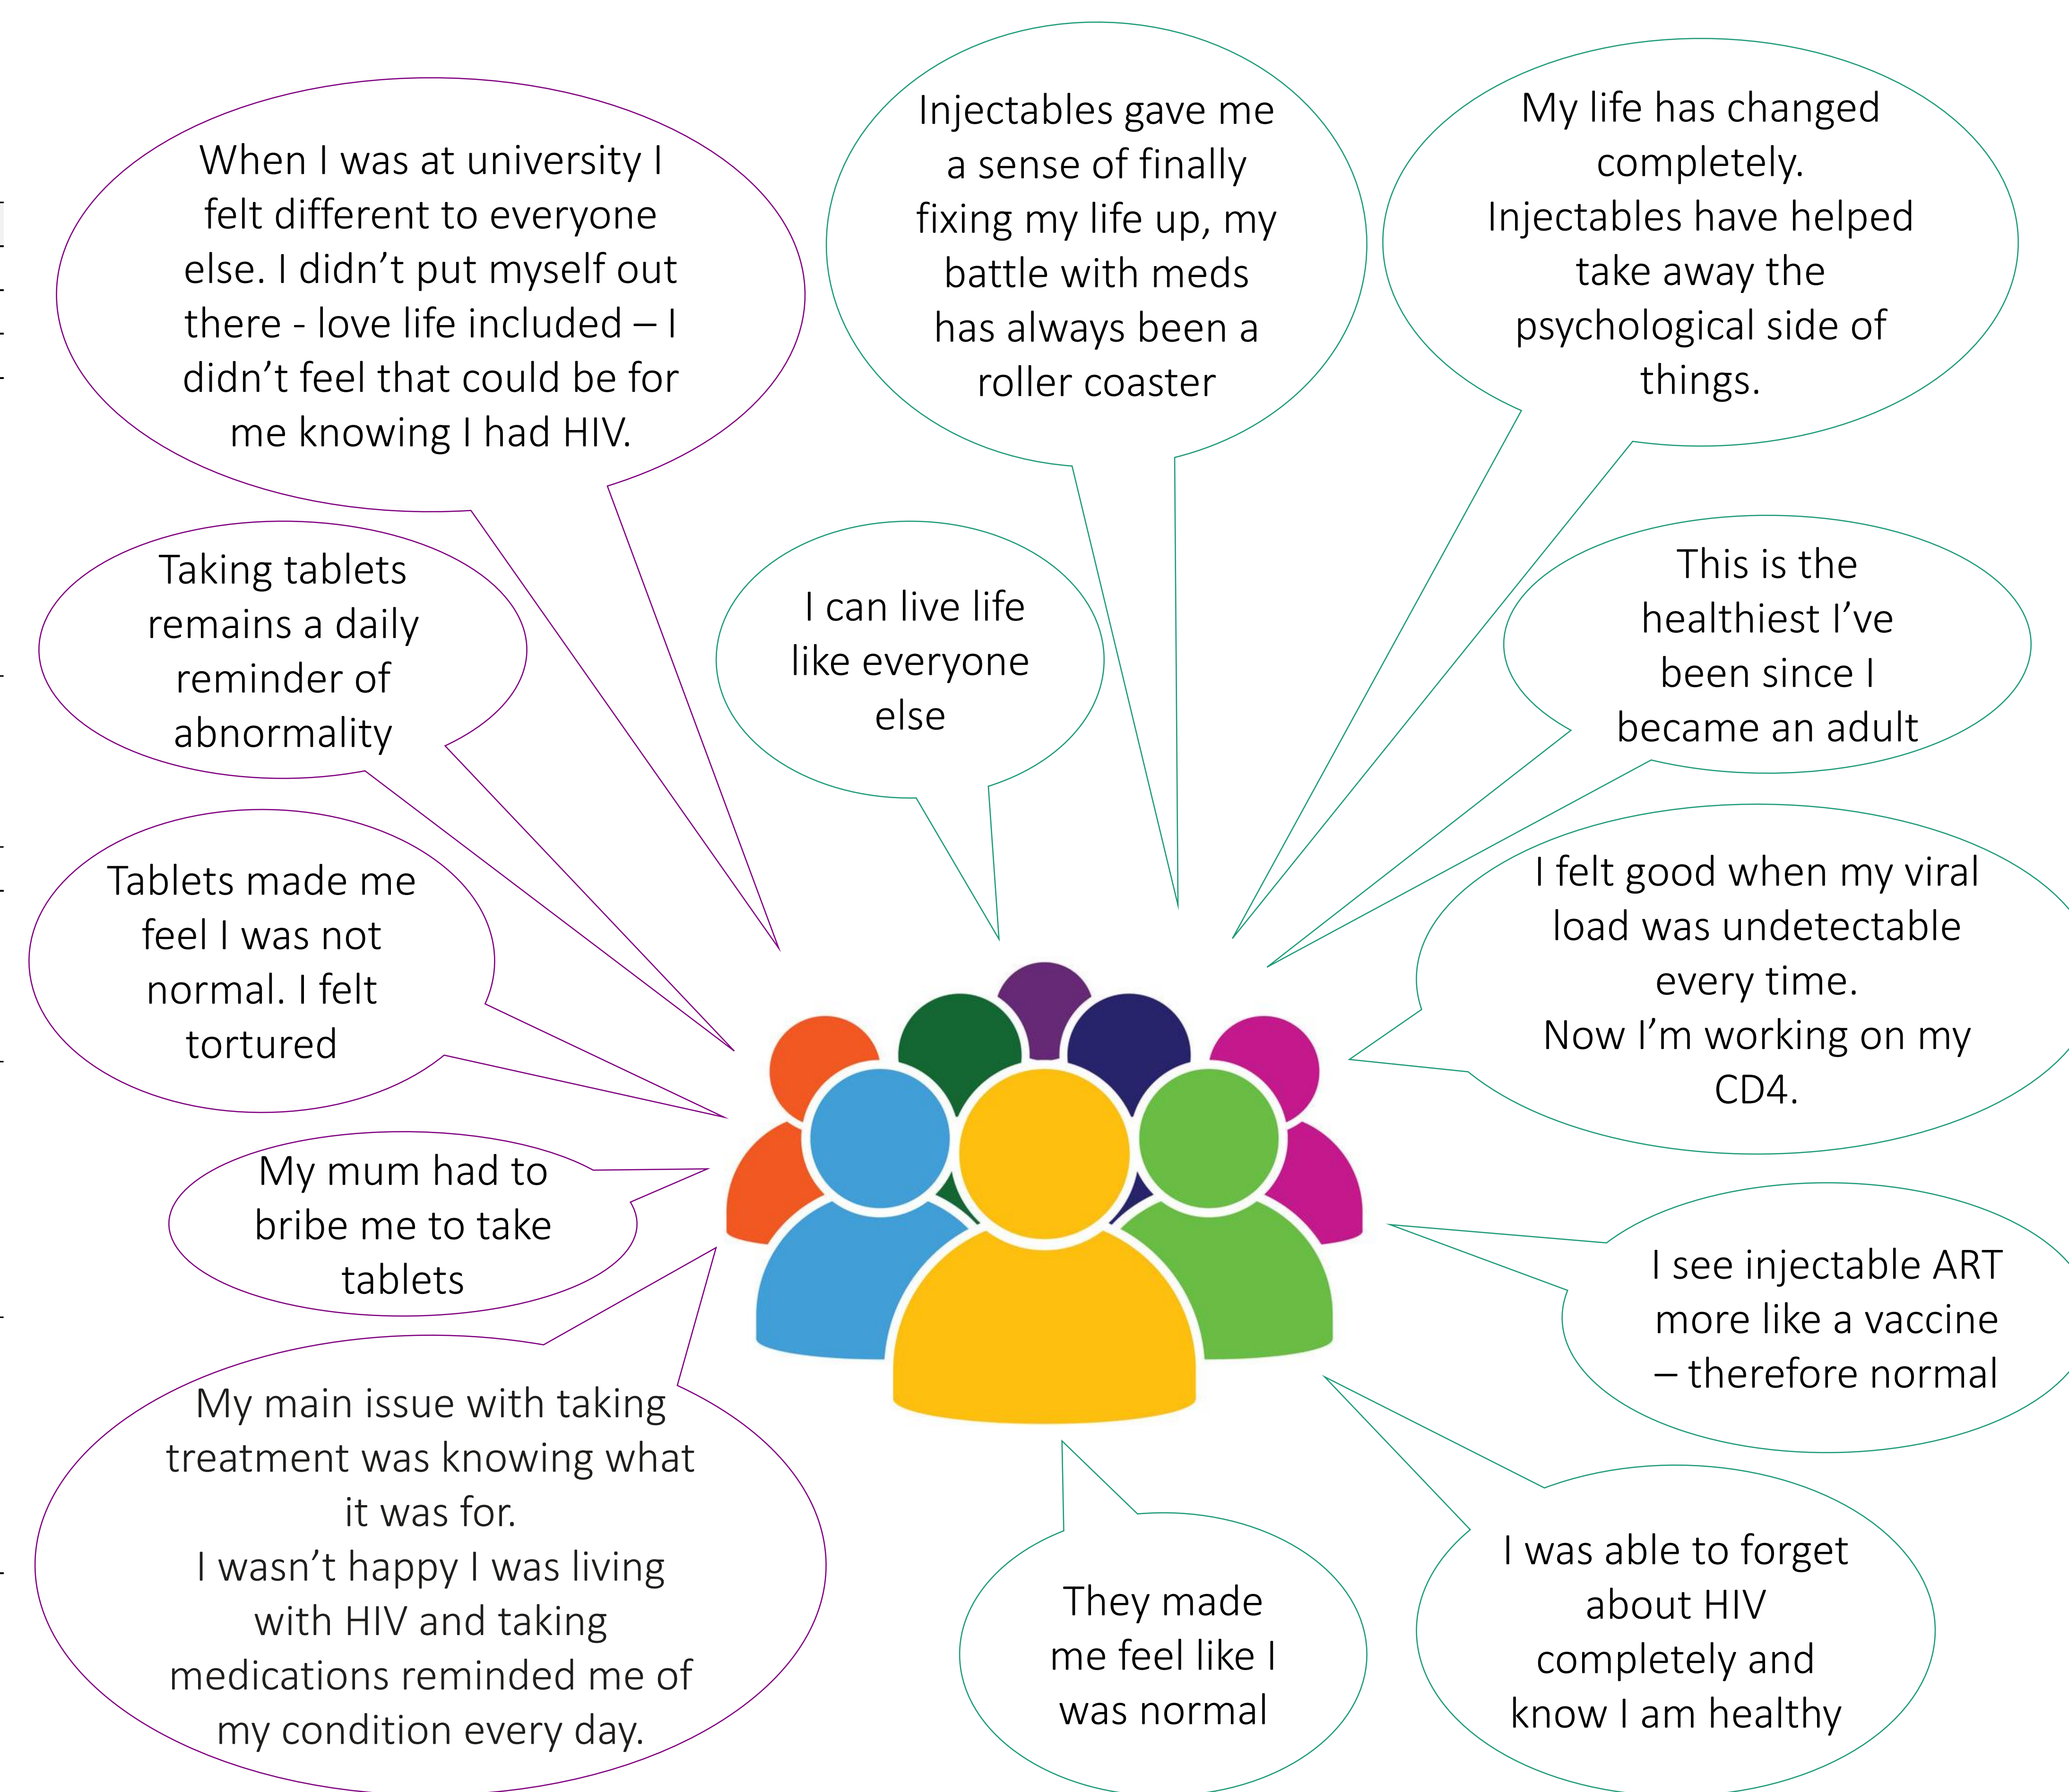 When I was at university I
felt different to everyone
else. I didn’t put myself out
there - love life included – I
didn’t feel that could be for
me knowing I had HIV.
Injectables gave me
a sense of finally
fixing my life up, my
battle with meds
has always been a
roller coaster
My life has changed
completely.
Injectables have helped
take away the
psychological side of
things.
Taking tablets
remains a daily
reminder of
abnormality
I can live life
like everyone
else
This is the
healthiest I’ve
been since I
became an adult
Tablets made me
feel I was not
normal. I felt
tortured
I felt good when my viral
load was undetectable
every time.
Now I’m working on my
CD4.
My mum had to
bribe me to take
tablets
I see injectable ART
more like a vaccine
– therefore normal
My main issue with taking
treatment was knowing what
it was for.
I wasn’t happy I was living
with HIV and taking
medications reminded me of
my condition every day.
They made
me feel like I
was normal
I was able to forget
about HIV
completely and
know I am healthy